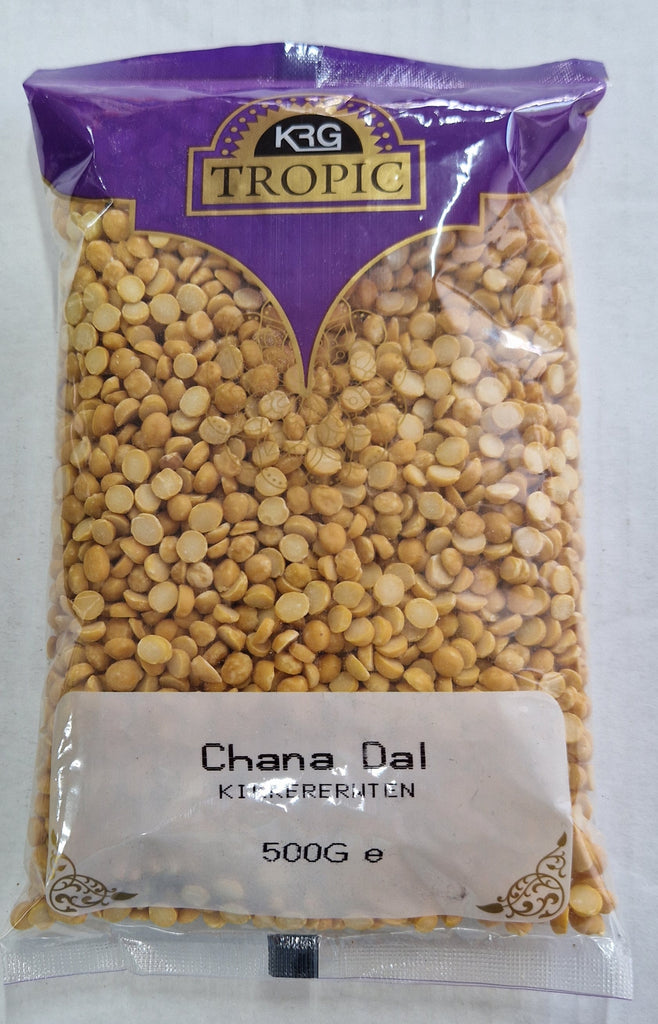 KRG
TROPIC
Chana Dal
500G e